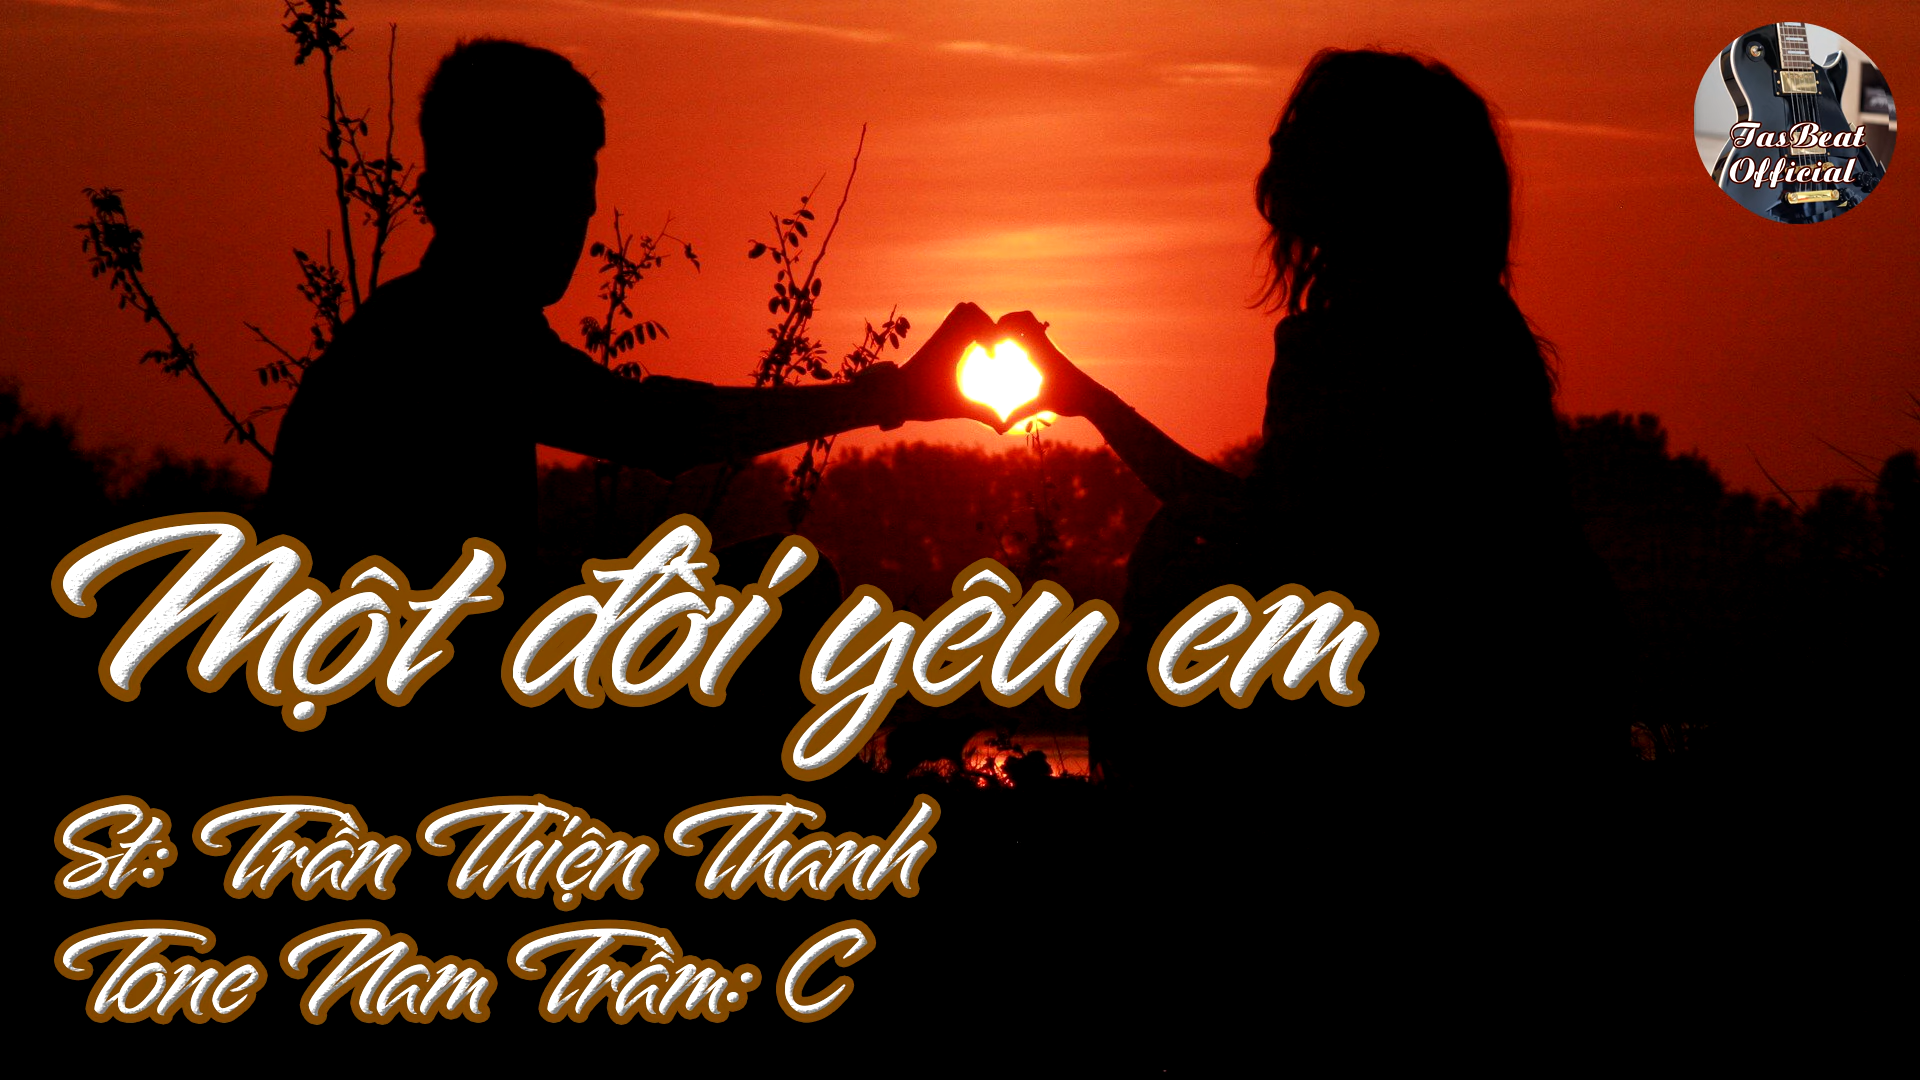 TasBeat
Official
Một đời yêu em
St: Trần Thiện Thanh
Tone Nam Trầm: C